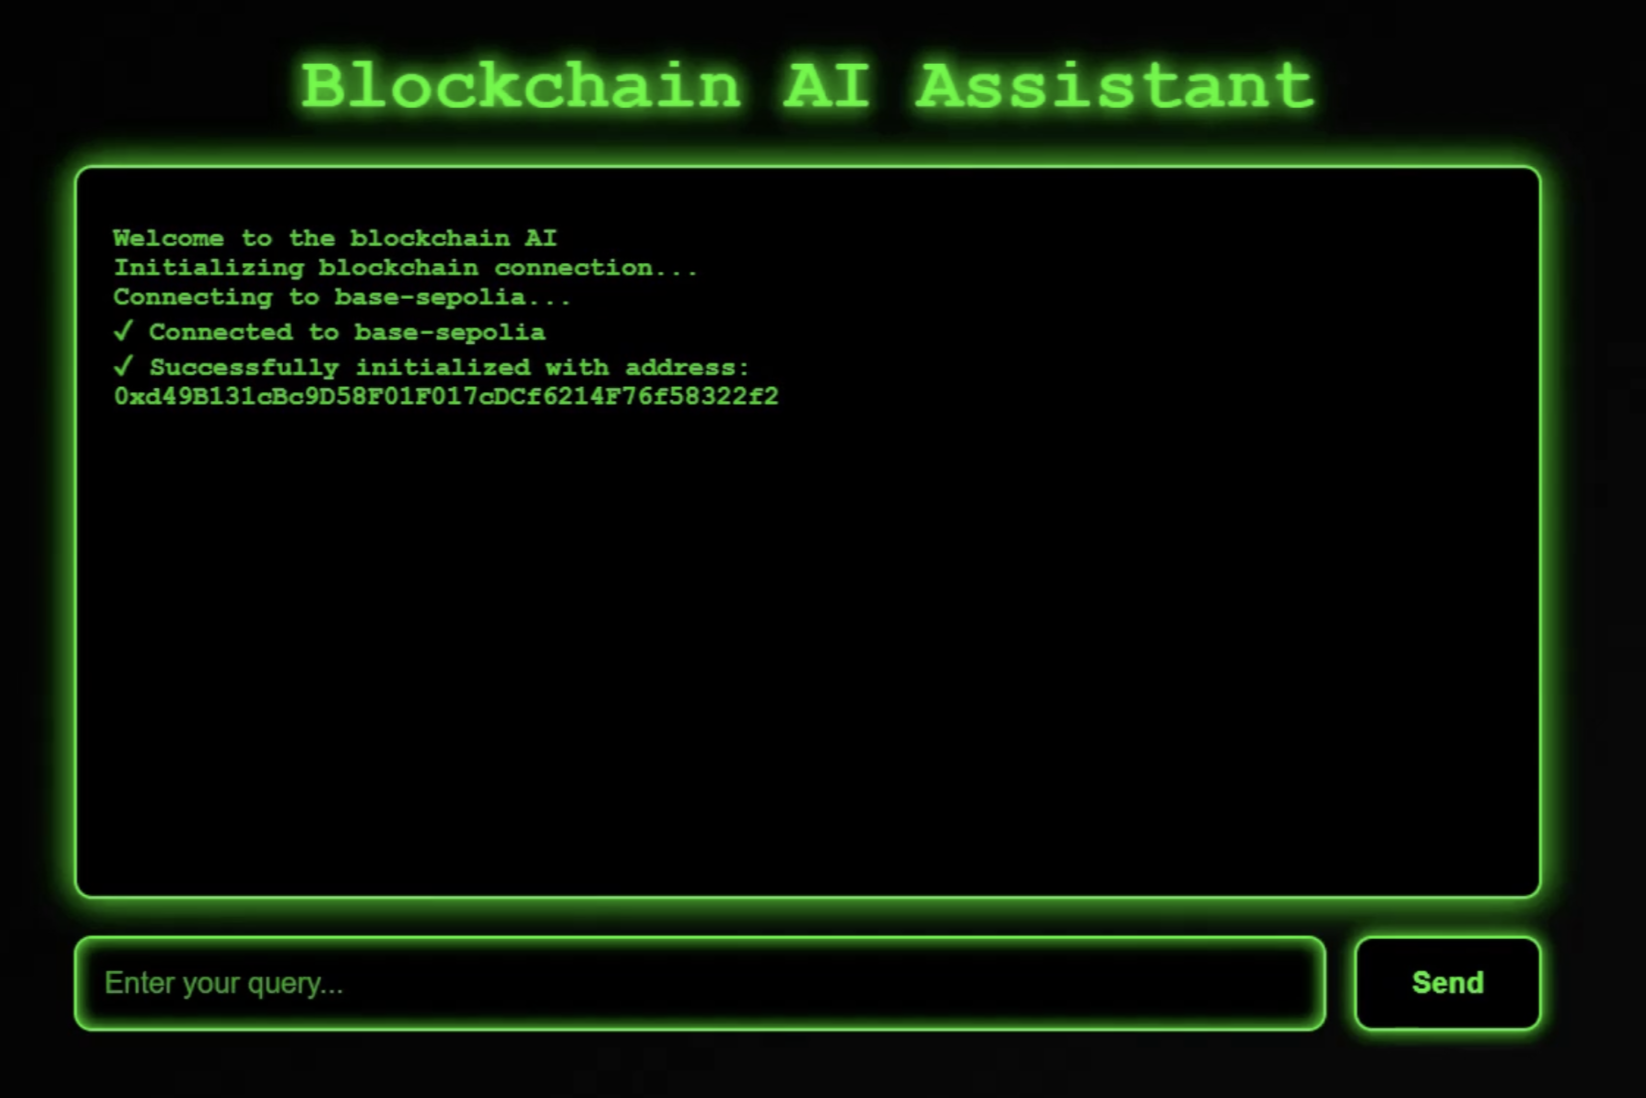 Blockchain AI Assistant
Welcome to the blockchain AI
Initializing blockchain connection...
Connecting to base-sepolia...
✓ Connected to base-sepolia
✓ Successfully initialized with address:
0xd49B131cBc9D58F01F017cDCf6214F76f58322f2
Enter your query...
Send